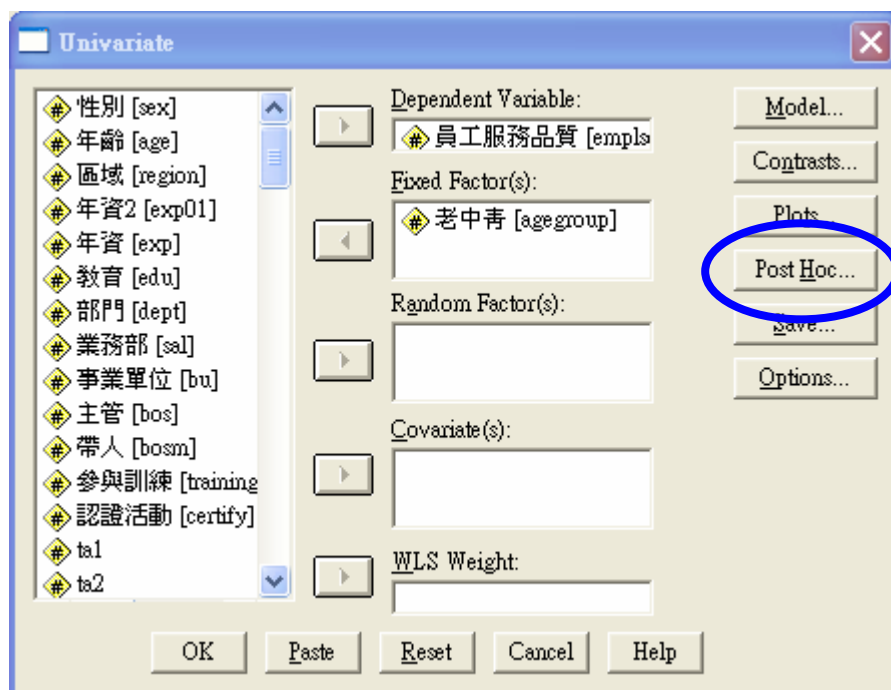 Univariate
性別 [sex]
年齡 [age]
區域 [region]
年資2 [exp01]
年資 [exp]
教育 [edu]
部門 [dept]
業務部 [sal]
事業單位 [bu]
主管 [bos]
帶人 [bosm]
參與訓練 [training
認證活動 [certify]
ta1
ta2
Dependent Variable:
員工服務品質 [empls
Fixed Factor(s):
老中青 [agegroup]
Random Factor(s):
Covariate(s):
WLS Weight:
Model...
Contrasts...
Plots...
Post Hoc...
Save...
Options...
OK
Paste
Reset
Cancel
Help